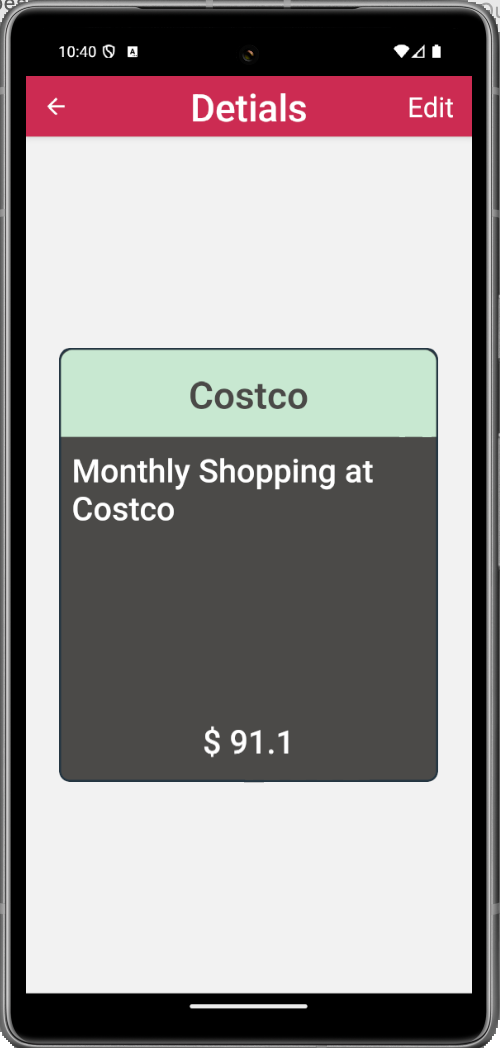 10:40
Detials
Edit
Costco
Monthly Shopping at
Costco
$ 91.1